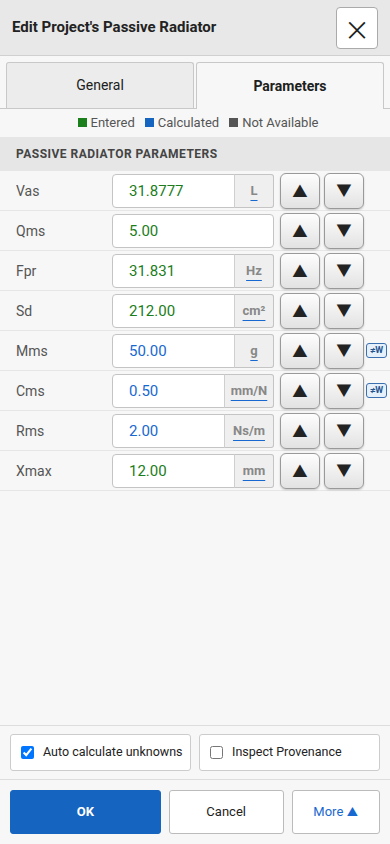 Edit Project's Passive Radiator
General Parameters
Entered Calculated Not Available
PASSIVE RADIATOR PARAMETERS
Vas 31.8777 L
Qms 5.00
Fpr 31.831 Hz
Sd 212.00 cm²
Mms 50.00 g ≠W
Cms 0.50 mm/N ≠W
Rms 2.00 Ns/m
Xmax 12.00 mm
Auto calculate unknowns Inspect Provenance
OK Cancel More ▲